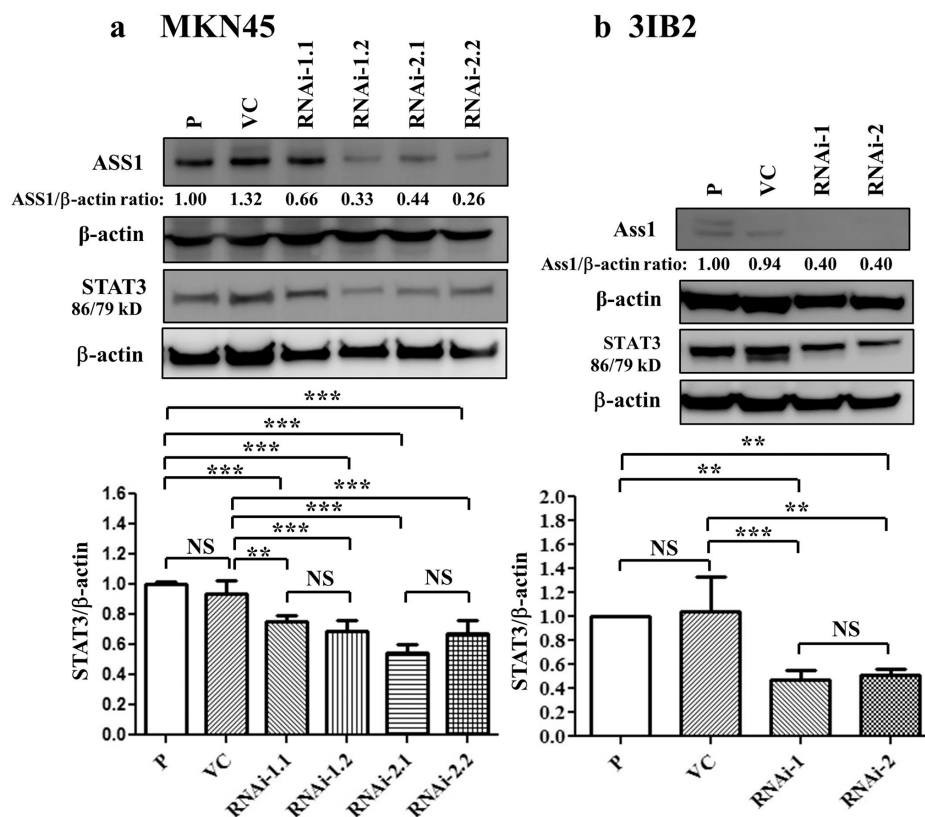 a MKN45
P VC RNAi-1.1 RNAi-1.2 RNAi-2.1 RNAi-2.2
ASS1
ASS1/β-actin ratio: 1.00 1.32 0.66 0.33 0.44 0.26
β-actin
STAT3
86/79 kD
β-actin
***
***
***
***
***
***
***
**
NS
NS
NS
1.6
1.4
1.2
1.0
0.8
0.6
0.4
0.2
0.0
STAT3/β-actin
P VC RNAi-1.1 RNAi-1.2 RNAi-2.1 RNAi-2.2
b 3IB2
P VC RNAi-1 RNAi-2
Ass1
Ass1/β-actin ratio: 1.00 0.94 0.40 0.40
β-actin
STAT3
86/79 kD
β-actin
**
**
**
***
NS
NS
2.0
1.8
1.6
1.4
1.2
1.0
0.8
0.6
0.4
0.2
0.0
STAT3/β-actin
P VC RNAi-1 RNAi-2